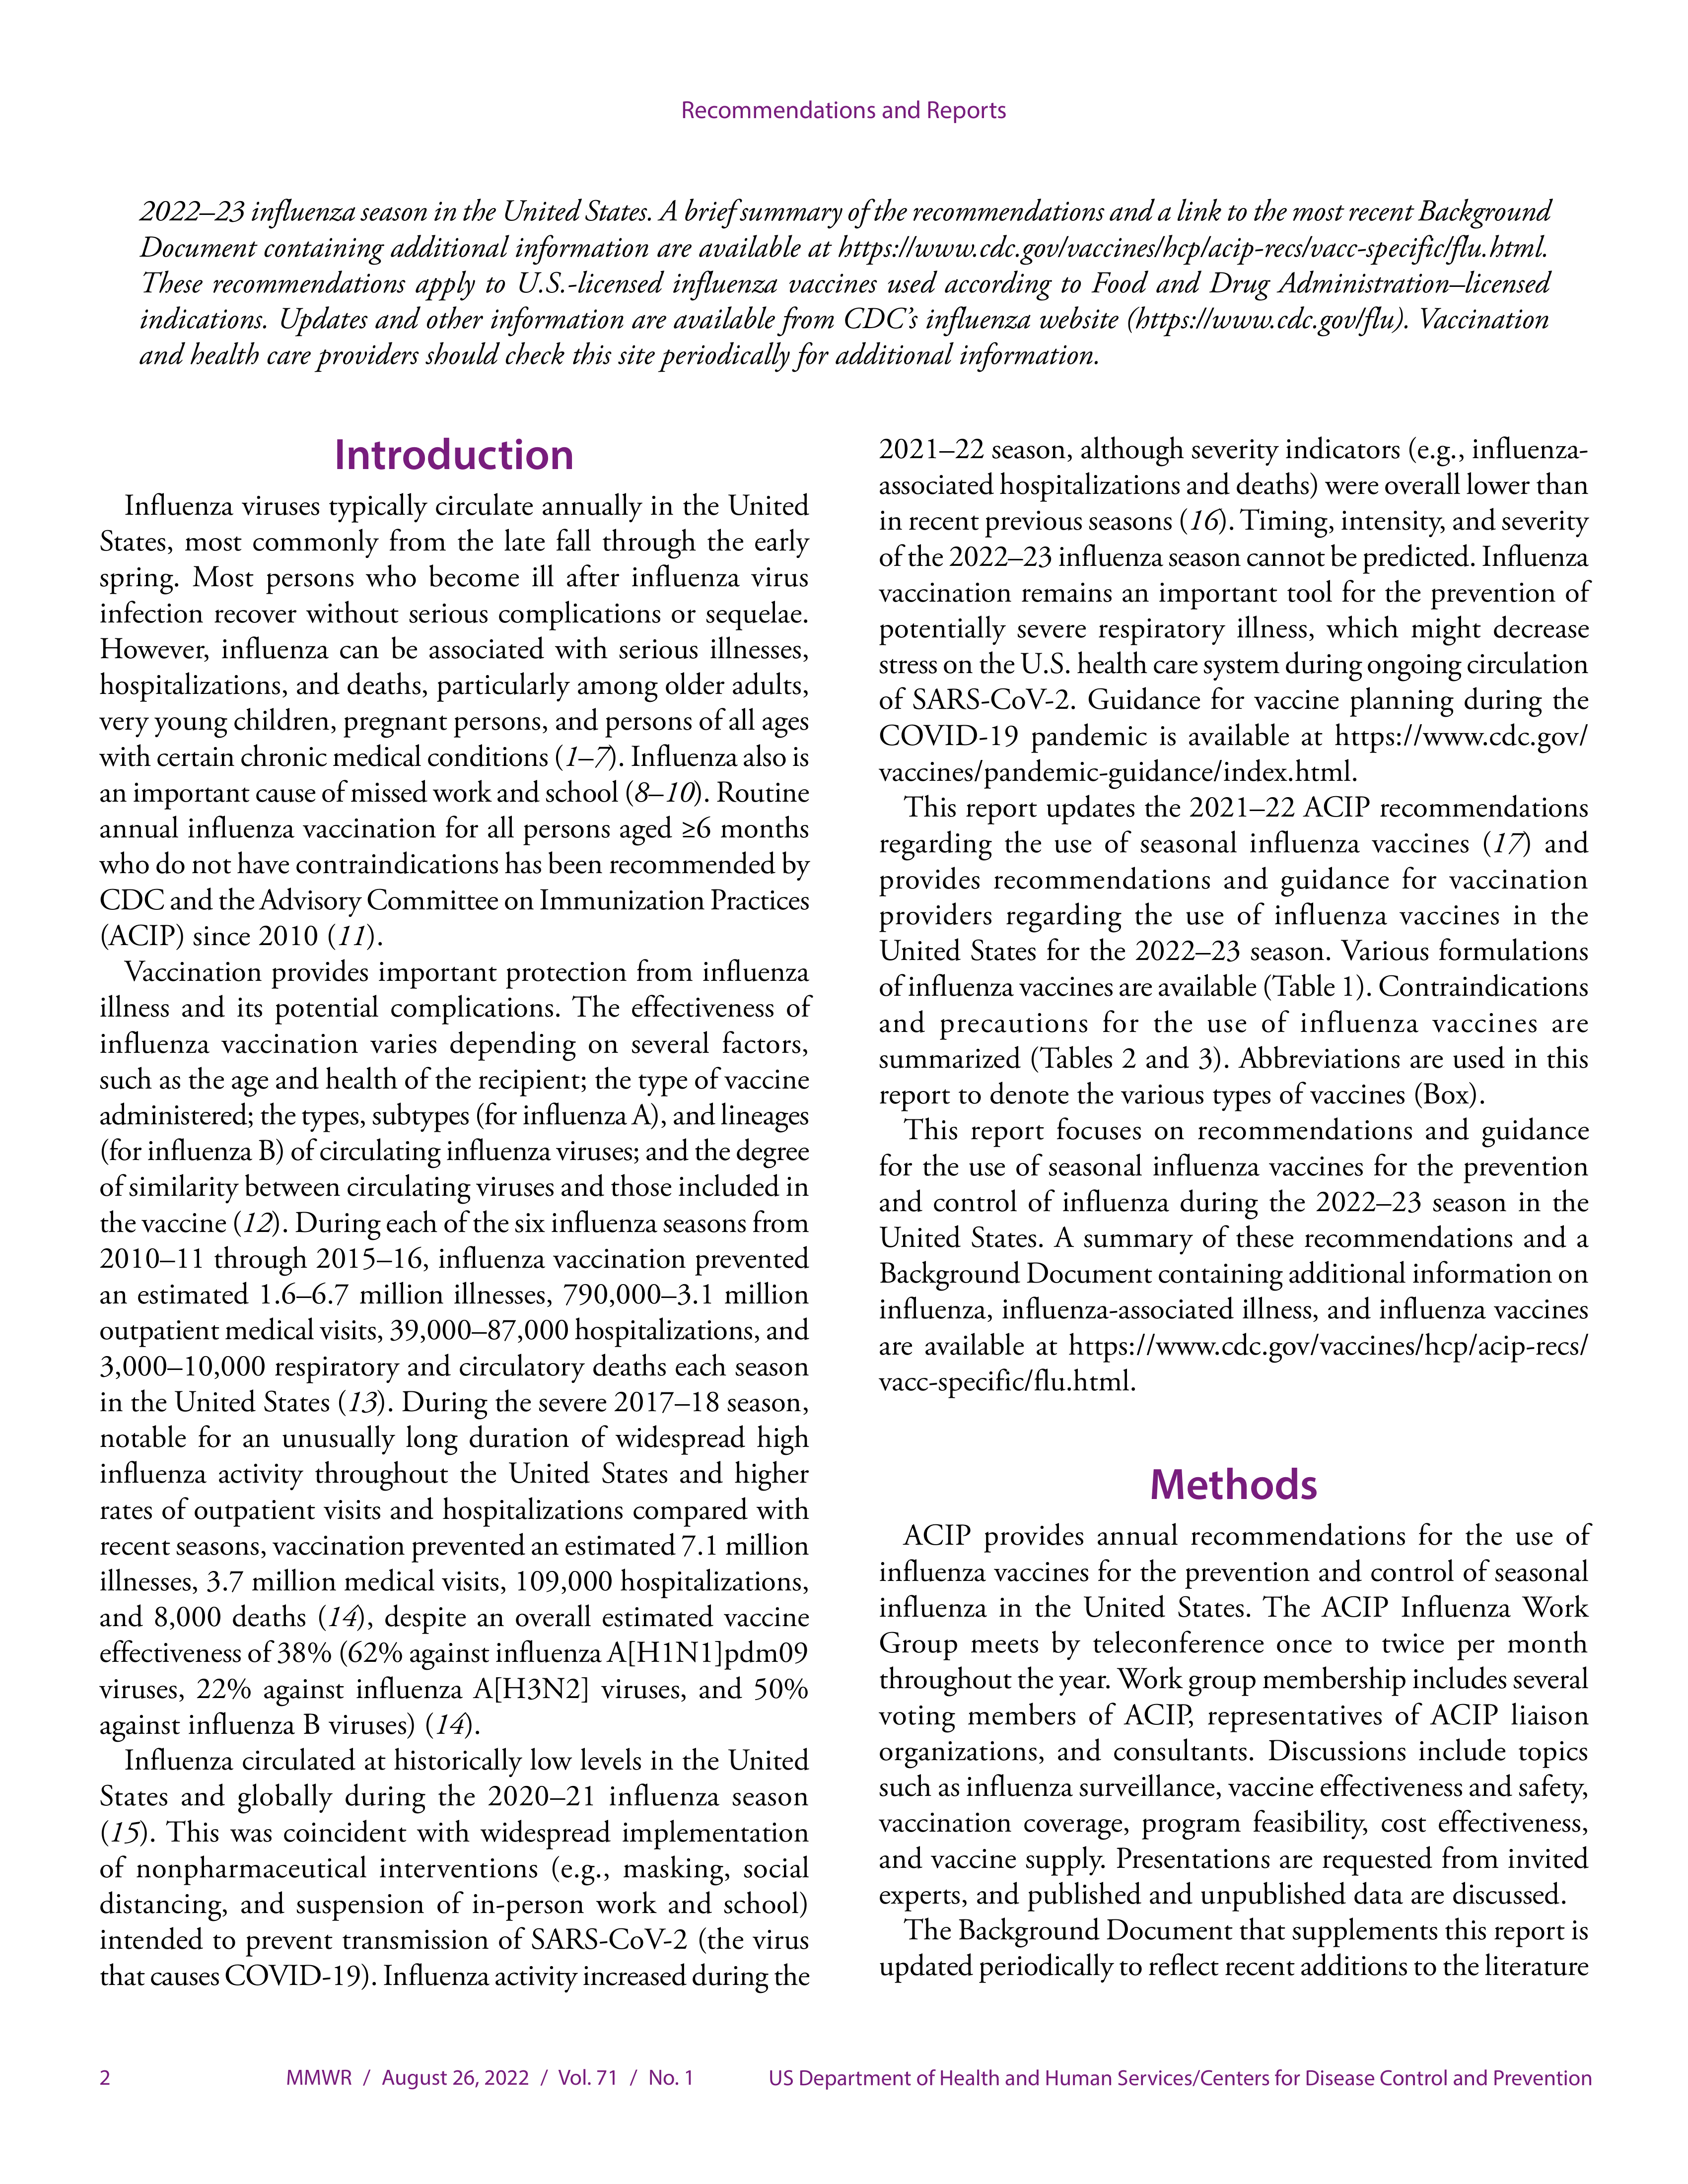 Recommendations and Reports
2022–23 influenza season in the United States. A brief summary of the recommendations and a link to the most recent Background
Document containing additional information are available at https://www.cdc.gov/vaccines/hcp/acip-recs/vacc-specific/flu.html.
These recommendations apply to U.S.-licensed influenza vaccines used according to Food and Drug Administration–licensed
indications. Updates and other information are available from CDC’s influenza website (https://www.cdc.gov/flu). Vaccination
and health care providers should check this site periodically for additional information.
Introduction
Influenza viruses typically circulate annually in the United
States, most commonly from the late fall through the early
spring. Most persons who become ill after influenza virus
infection recover without serious complications or sequelae.
However, influenza can be associated with serious illnesses,
hospitalizations, and deaths, particularly among older adults,
very young children, pregnant persons, and persons of all ages
with certain chronic medical conditions (1–7). Influenza also is
an important cause of missed work and school (8–10). Routine
annual influenza vaccination for all persons aged ≥6 months
who do not have contraindications has been recommended by
CDC and the Advisory Committee on Immunization Practices
(ACIP) since 2010 (11).
Vaccination provides important protection from influenza
illness and its potential complications. The effectiveness of
influenza vaccination varies depending on several factors,
such as the age and health of the recipient; the type of vaccine
administered; the types, subtypes (for influenza A), and lineages
(for influenza B) of circulating influenza viruses; and the degree
of similarity between circulating viruses and those included in
the vaccine (12). During each of the six influenza seasons from
2010–11 through 2015–16, influenza vaccination prevented
an estimated 1.6–6.7 million illnesses, 790,000–3.1 million
outpatient medical visits, 39,000–87,000 hospitalizations, and
3,000–10,000 respiratory and circulatory deaths each season
in the United States (13). During the severe 2017–18 season,
notable for an unusually long duration of widespread high
influenza activity throughout the United States and higher
rates of outpatient visits and hospitalizations compared with
recent seasons, vaccination prevented an estimated 7.1 million
illnesses, 3.7 million medical visits, 109,000 hospitalizations,
and 8,000 deaths (14), despite an overall estimated vaccine
effectiveness of 38% (62% against influenza A[H1N1]pdm09
viruses, 22% against influenza A[H3N2] viruses, and 50%
against influenza B viruses) (14).
Influenza circulated at historically low levels in the United
States and globally during the 2020–21 influenza season
(15). This was coincident with widespread implementation
of nonpharmaceutical interventions (e.g., masking, social
distancing, and suspension of in-person work and school)
intended to prevent transmission of SARS-CoV-2 (the virus
that causes COVID-19). Influenza activity increased during the
2021–22 season, although severity indicators (e.g., influenza-
associated hospitalizations and deaths) were overall lower than
in recent previous seasons (16). Timing, intensity, and severity
of the 2022–23 influenza season cannot be predicted. Influenza
vaccination remains an important tool for the prevention of
potentially severe respiratory illness, which might decrease
stress on the U.S. health care system during ongoing circulation
of SARS-CoV-2. Guidance for vaccine planning during the
COVID-19 pandemic is available at https://www.cdc.gov/
vaccines/pandemic-guidance/index.html.
This report updates the 2021–22 ACIP recommendations
regarding the use of seasonal influenza vaccines (17) and
provides recommendations and guidance for vaccination
providers regarding the use of influenza vaccines in the
United States for the 2022–23 season. Various formulations
of influenza vaccines are available (Table 1). Contraindications
and precautions for the use of influenza vaccines are
summarized (Tables 2 and 3). Abbreviations are used in this
report to denote the various types of vaccines (Box).
This report focuses on recommendations and guidance
for the use of seasonal influenza vaccines for the prevention
and control of influenza during the 2022–23 season in the
United States. A summary of these recommendations and a
Background Document containing additional information on
influenza, influenza-associated illness, and influenza vaccines
are available at https://www.cdc.gov/vaccines/hcp/acip-recs/
vacc-specific/flu.html.
Methods
ACIP provides annual recommendations for the use of
influenza vaccines for the prevention and control of seasonal
influenza in the United States. The ACIP Influenza Work
Group meets by teleconference once to twice per month
throughout the year. Work group membership includes several
voting members of ACIP, representatives of ACIP liaison
organizations, and consultants. Discussions include topics
such as influenza surveillance, vaccine effectiveness and safety,
vaccination coverage, program feasibility, cost effectiveness,
and vaccine supply. Presentations are requested from invited
experts, and published and unpublished data are discussed.
The Background Document that supplements this report is
updated periodically to reflect recent additions to the literature
2 MMWR / August 26, 2022 / Vol. 71 / No. 1 US Department of Health and Human Services/Centers for Disease Control and Prevention